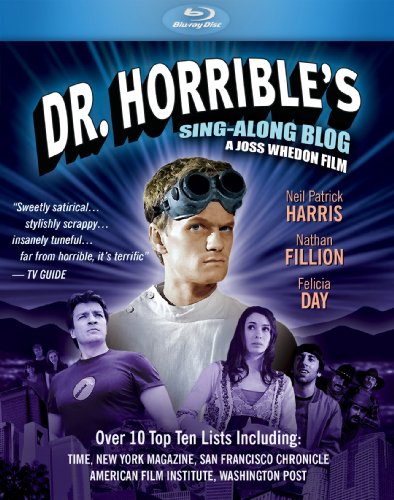 Blu-ray Disc
DR. HORRIBLE'S
SING-ALONG BLOG
A JOSS WHEDON FILM
Neil Patrick
HARRIS
Nathan
FILLION
Felicia
DAY
"Sweetly satirical...
stylishly scrappy...
insanely tuneful...
far from horrible, it's terrific"
— TV GUIDE
Over 10 Top Ten Lists Including:
TIME, NEW YORK MAGAZINE, SAN FRANCISCO CHRONICLE
AMERICAN FILM INSTITUTE, WASHINGTON POST